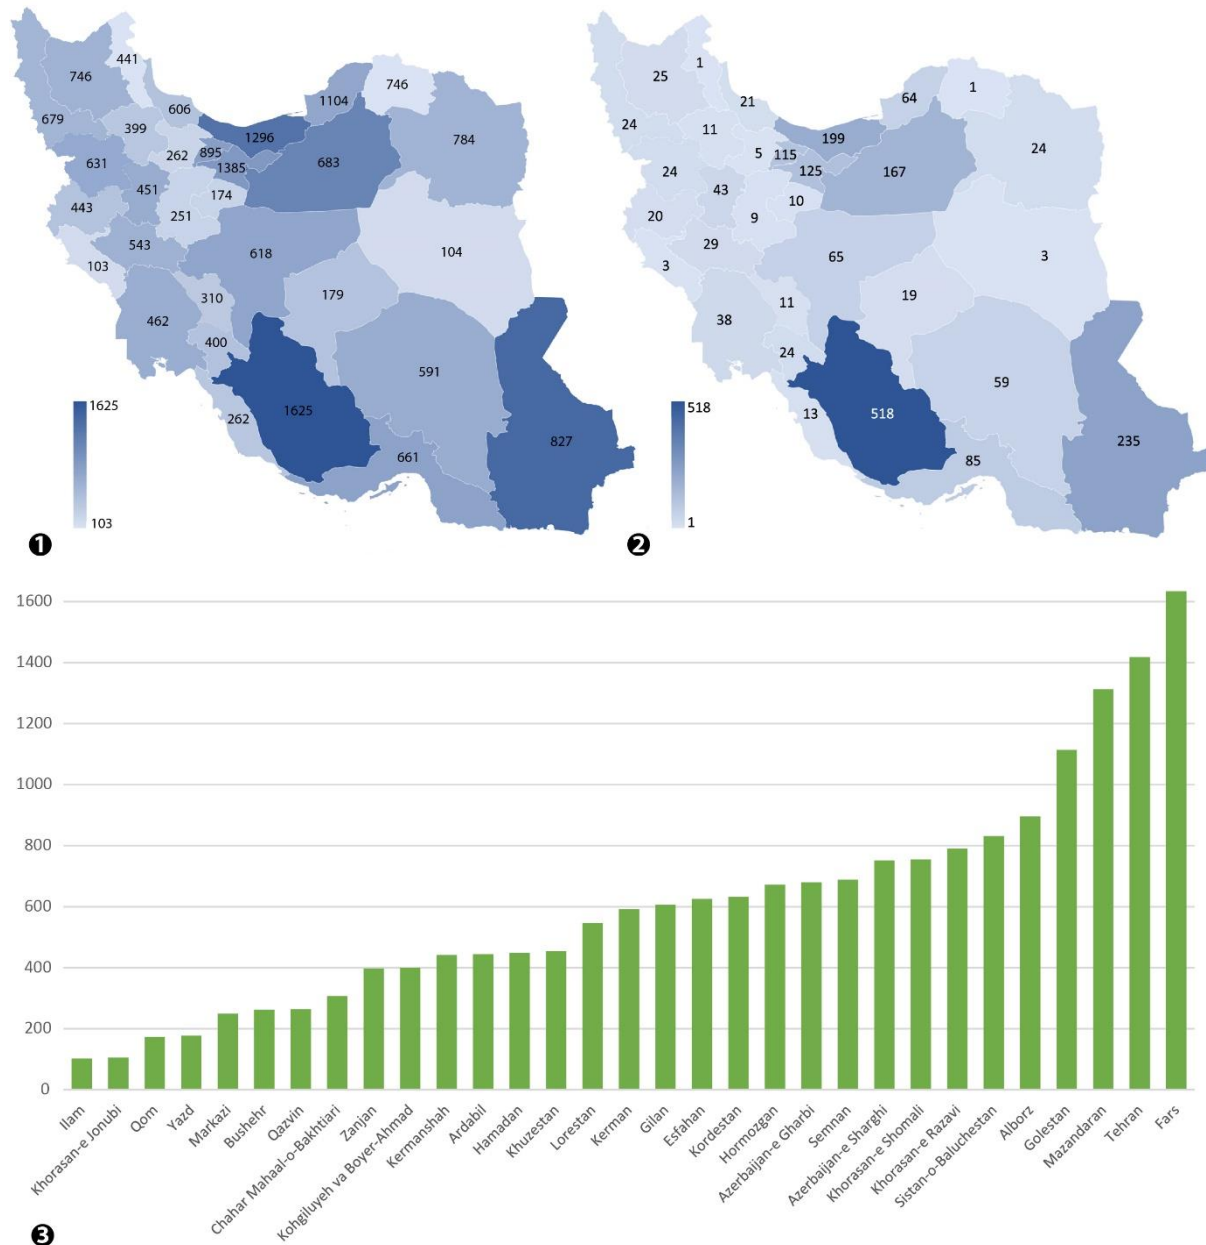 441
746
606
679
399
1104
746
1296
784
262
895
1385
683
631
451
174
443
251
543
618
104
103
179
310
462
400
591
1625
262
1625
827
661
103
❶
1
25
21
24
11
64
1
199
24
5
115
125
167
24
43
10
20
9
29
65
3
3
19
11
38
24
59
518
13
518
235
85
1
❷
1600
1400
1200
1000
800
600
400
200
0
Ilam
Khorasan-e Jonubi
Qom
Yazd
Markazi
Bushehr
Qazvin
Chahar Mahaal-o-Bakhtiari
Zanjan
Kohgiluyeh va Boyer-Ahmad
Kermanshah
Ardabil
Hamadan
Khuzestan
Lorestan
Kerman
Gilan
Esfahan
Kordestan
Hormozgan
Azerbaijan-e Gharbi
Semnan
Azerbaijan-e Sharghi
Khorasan-e Shomali
Khorasan-e Razavi
Sistan-o-Baluchestan
Alborz
Golestan
Mazandaran
Tehran
Fars
❸